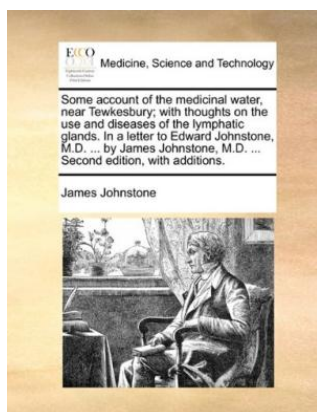 ECCO
Medicine, Science and Technology
Some account of the medicinal water,
near Tewkesbury; with thoughts on the
use and diseases of the lymphatic
glands. In a letter to Edward Johnstone,
M.D. ... by James Johnstone, M.D. ...
Second edition, with additions.
James Johnstone